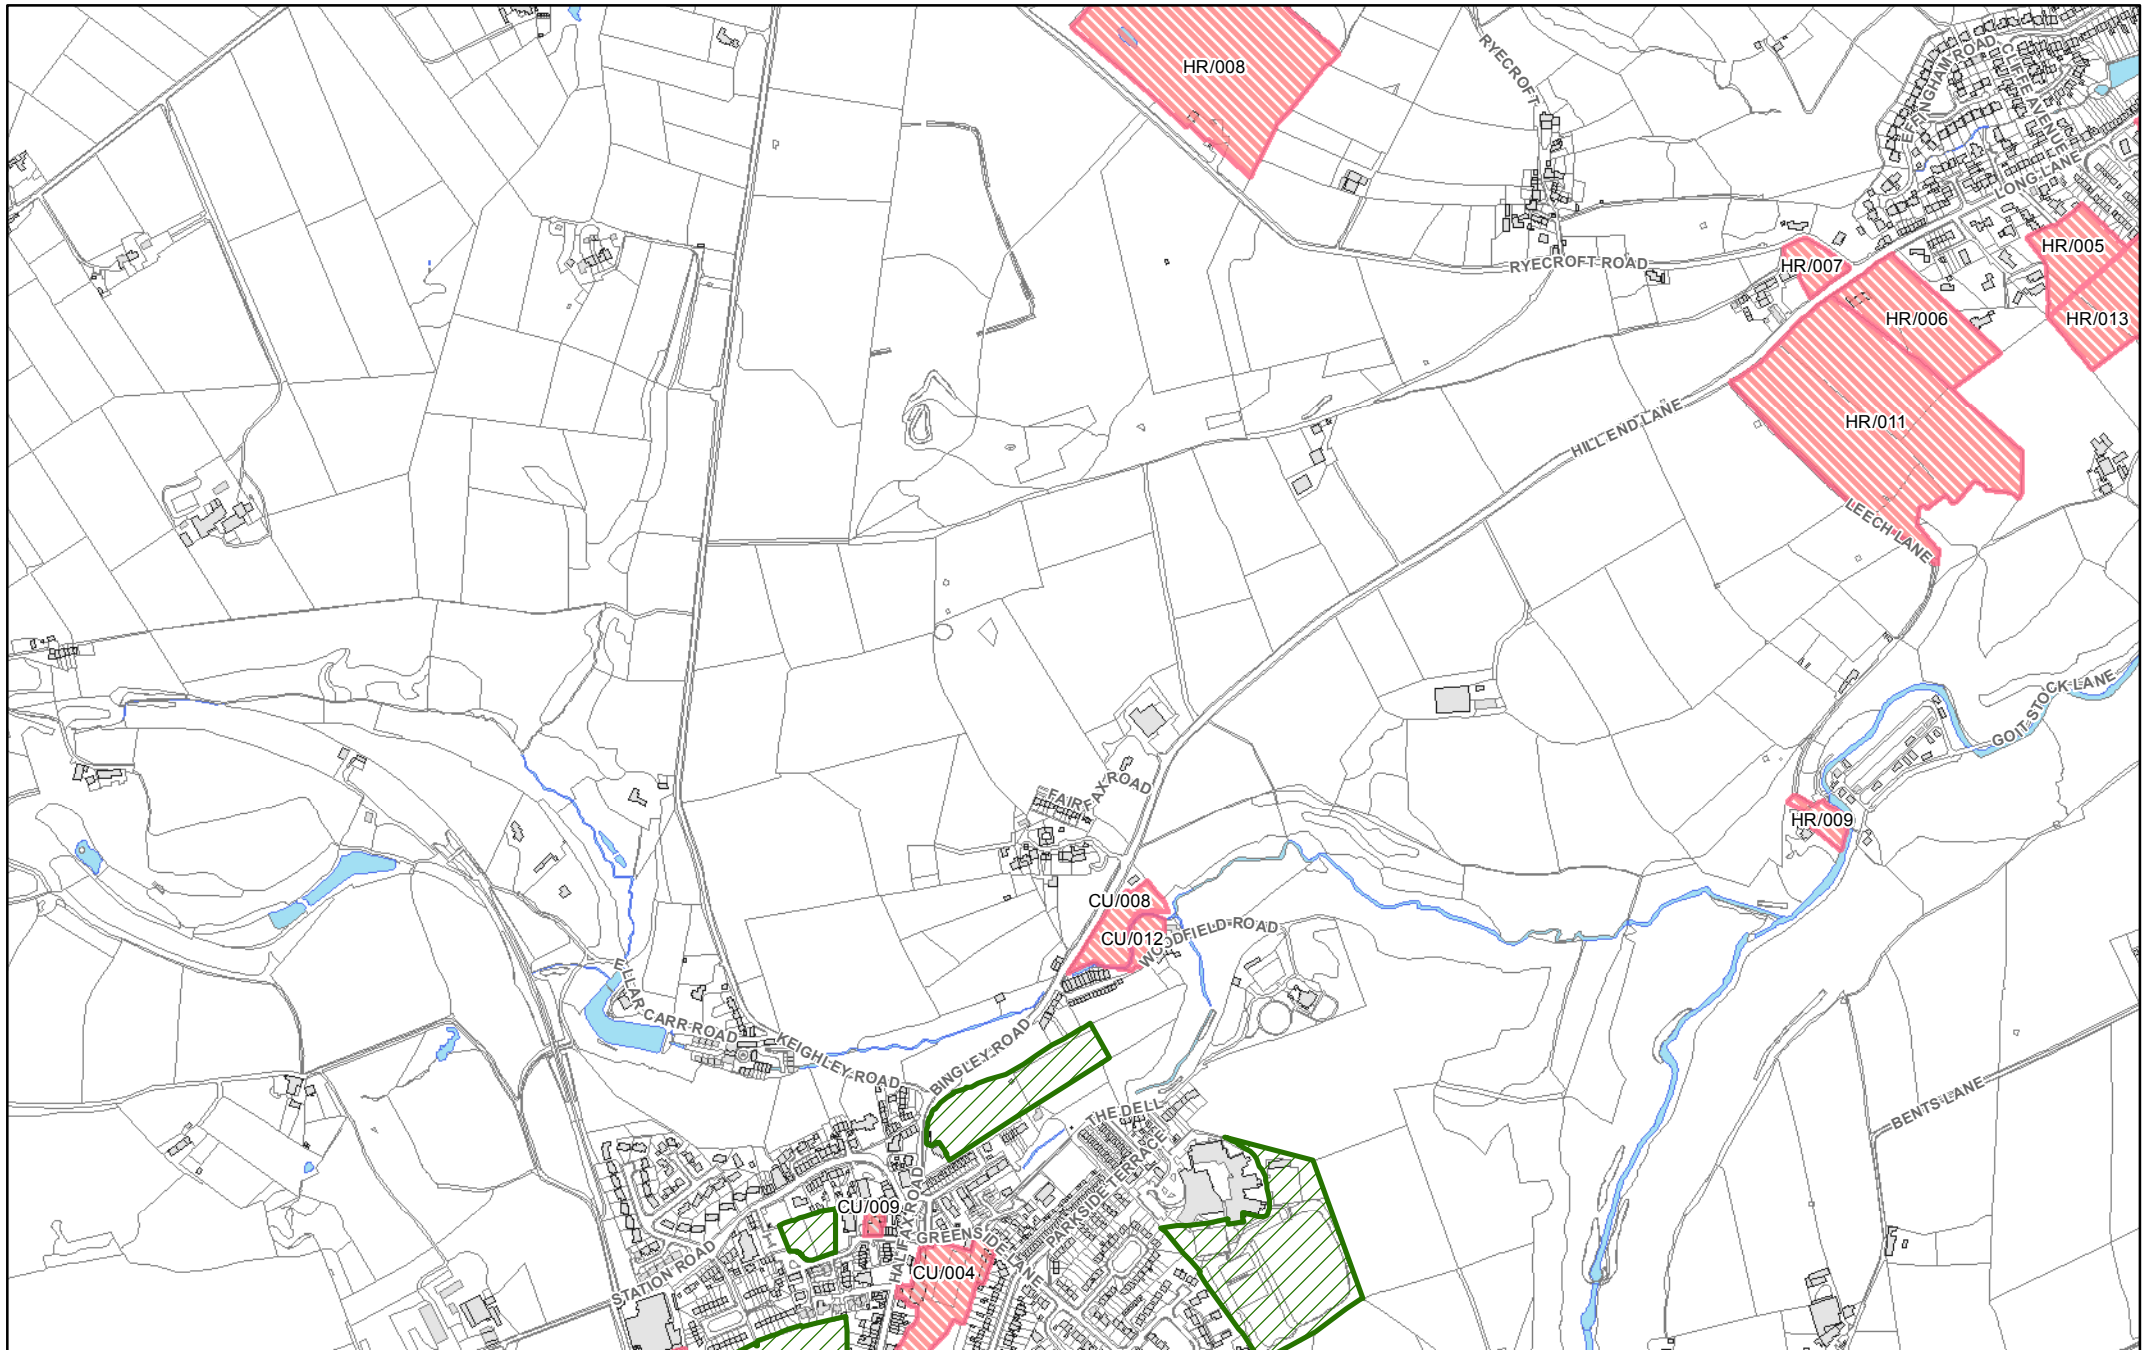 HR/008
RYECROFT
EFFINGHAM ROAD
CLIFFE AVENUE
LONG LANE
HR/005
RYECROFT ROAD
HR/007
HR/006
HR/013
HILL END LANE
HR/011
LEECH LANE
GOIT STOCK LANE
FAIRFAX ROAD
HR/009
CU/008
CU/012
WOODFIELD ROAD
ELLAR CARR ROAD
KEIGHLEY ROAD
BINGLEY ROAD
THE DELL
BENTS LANE
PARKSIDE TERRACE
CU/009
HALIFAX ROAD
GREENSIDE LANE
STATION ROAD
CU/004